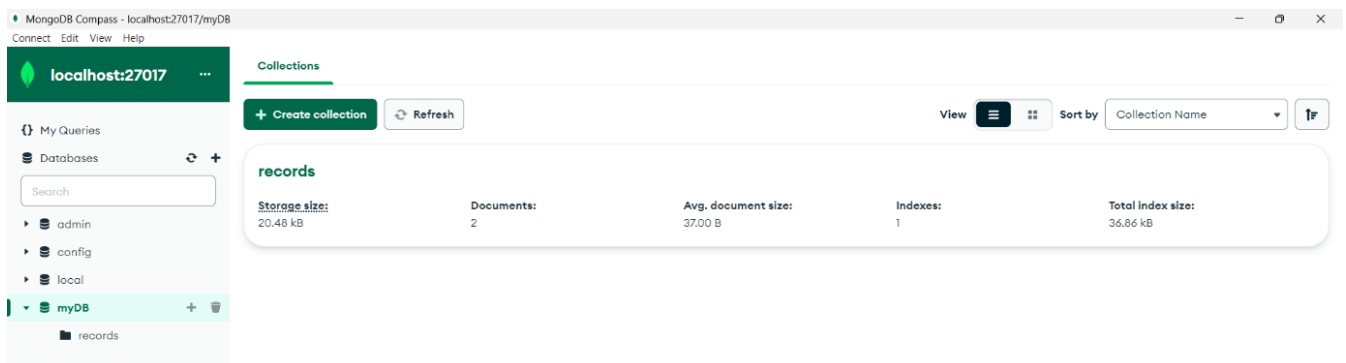 MongoDB Compass - localhost:27017/myDB
Connect Edit View Help
localhost:27017 ...
{} My Queries
Databases
Search
admin
config
local
myDB
records
Collections
+ Create collection Refresh
View Sort by Collection Name
records
Storage size: Documents: Avg. document size: Indexes: Total index size:
20.48 kB 2 37.00 B 1 36.86 kB